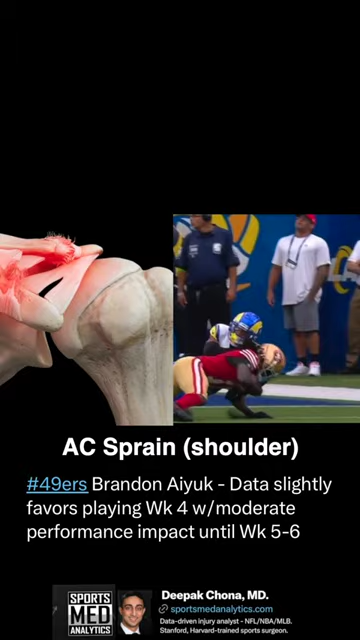 AC Sprain (shoulder)
#49ers Brandon Aiyuk - Data slightly
favors playing Wk 4 w/moderate
performance impact until Wk 5-6
SPORTS
MED
ANALYTICS
Deepak Chona, MD.
sportsmedanalytics.com
Data-driven injury analyst - NFL/NBA/MLB.
Stanford, Harvard-trained sports surgeon.